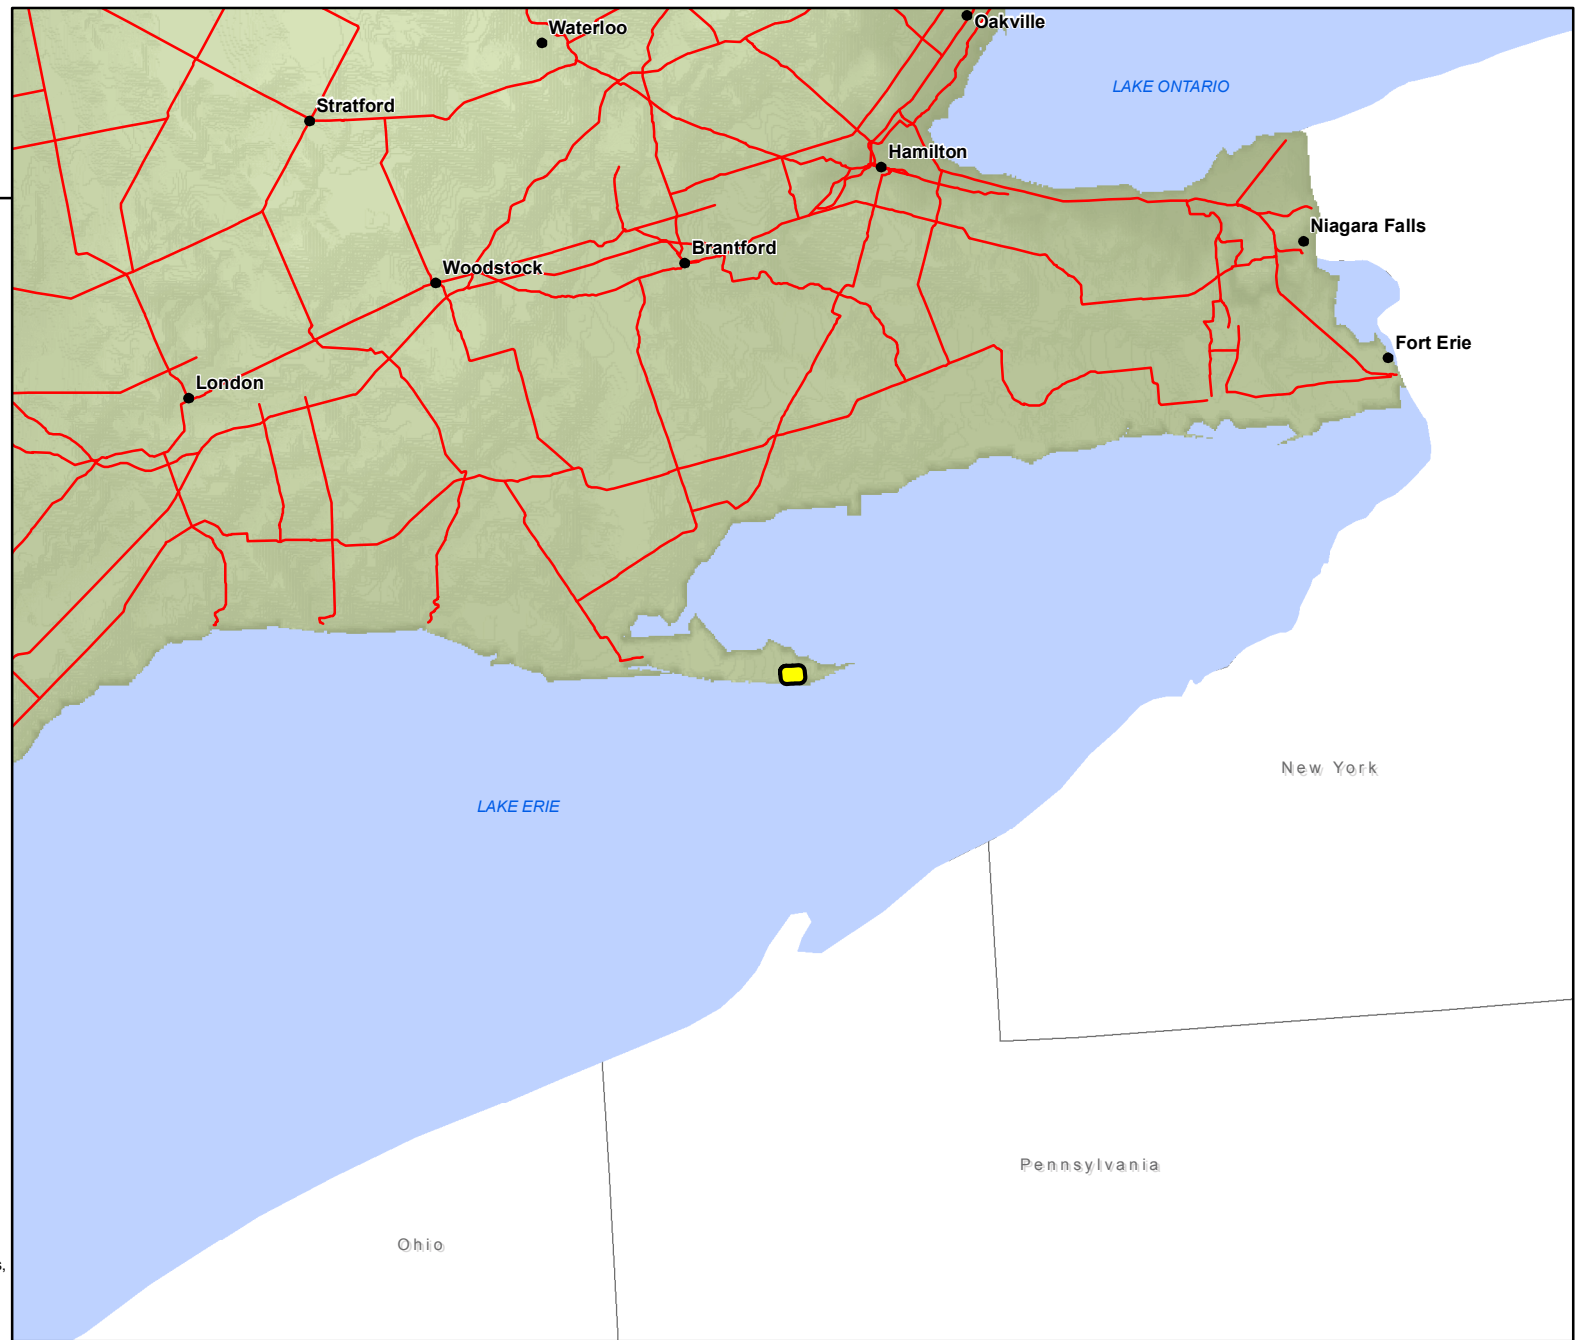 Waterloo
Oakville
LAKE ONTARIO
Stratford
Hamilton
Niagara Falls
Brantford
Woodstock
Fort Erie
London
New York
LAKE ERIE
Pennsylvania
Ohio
s,